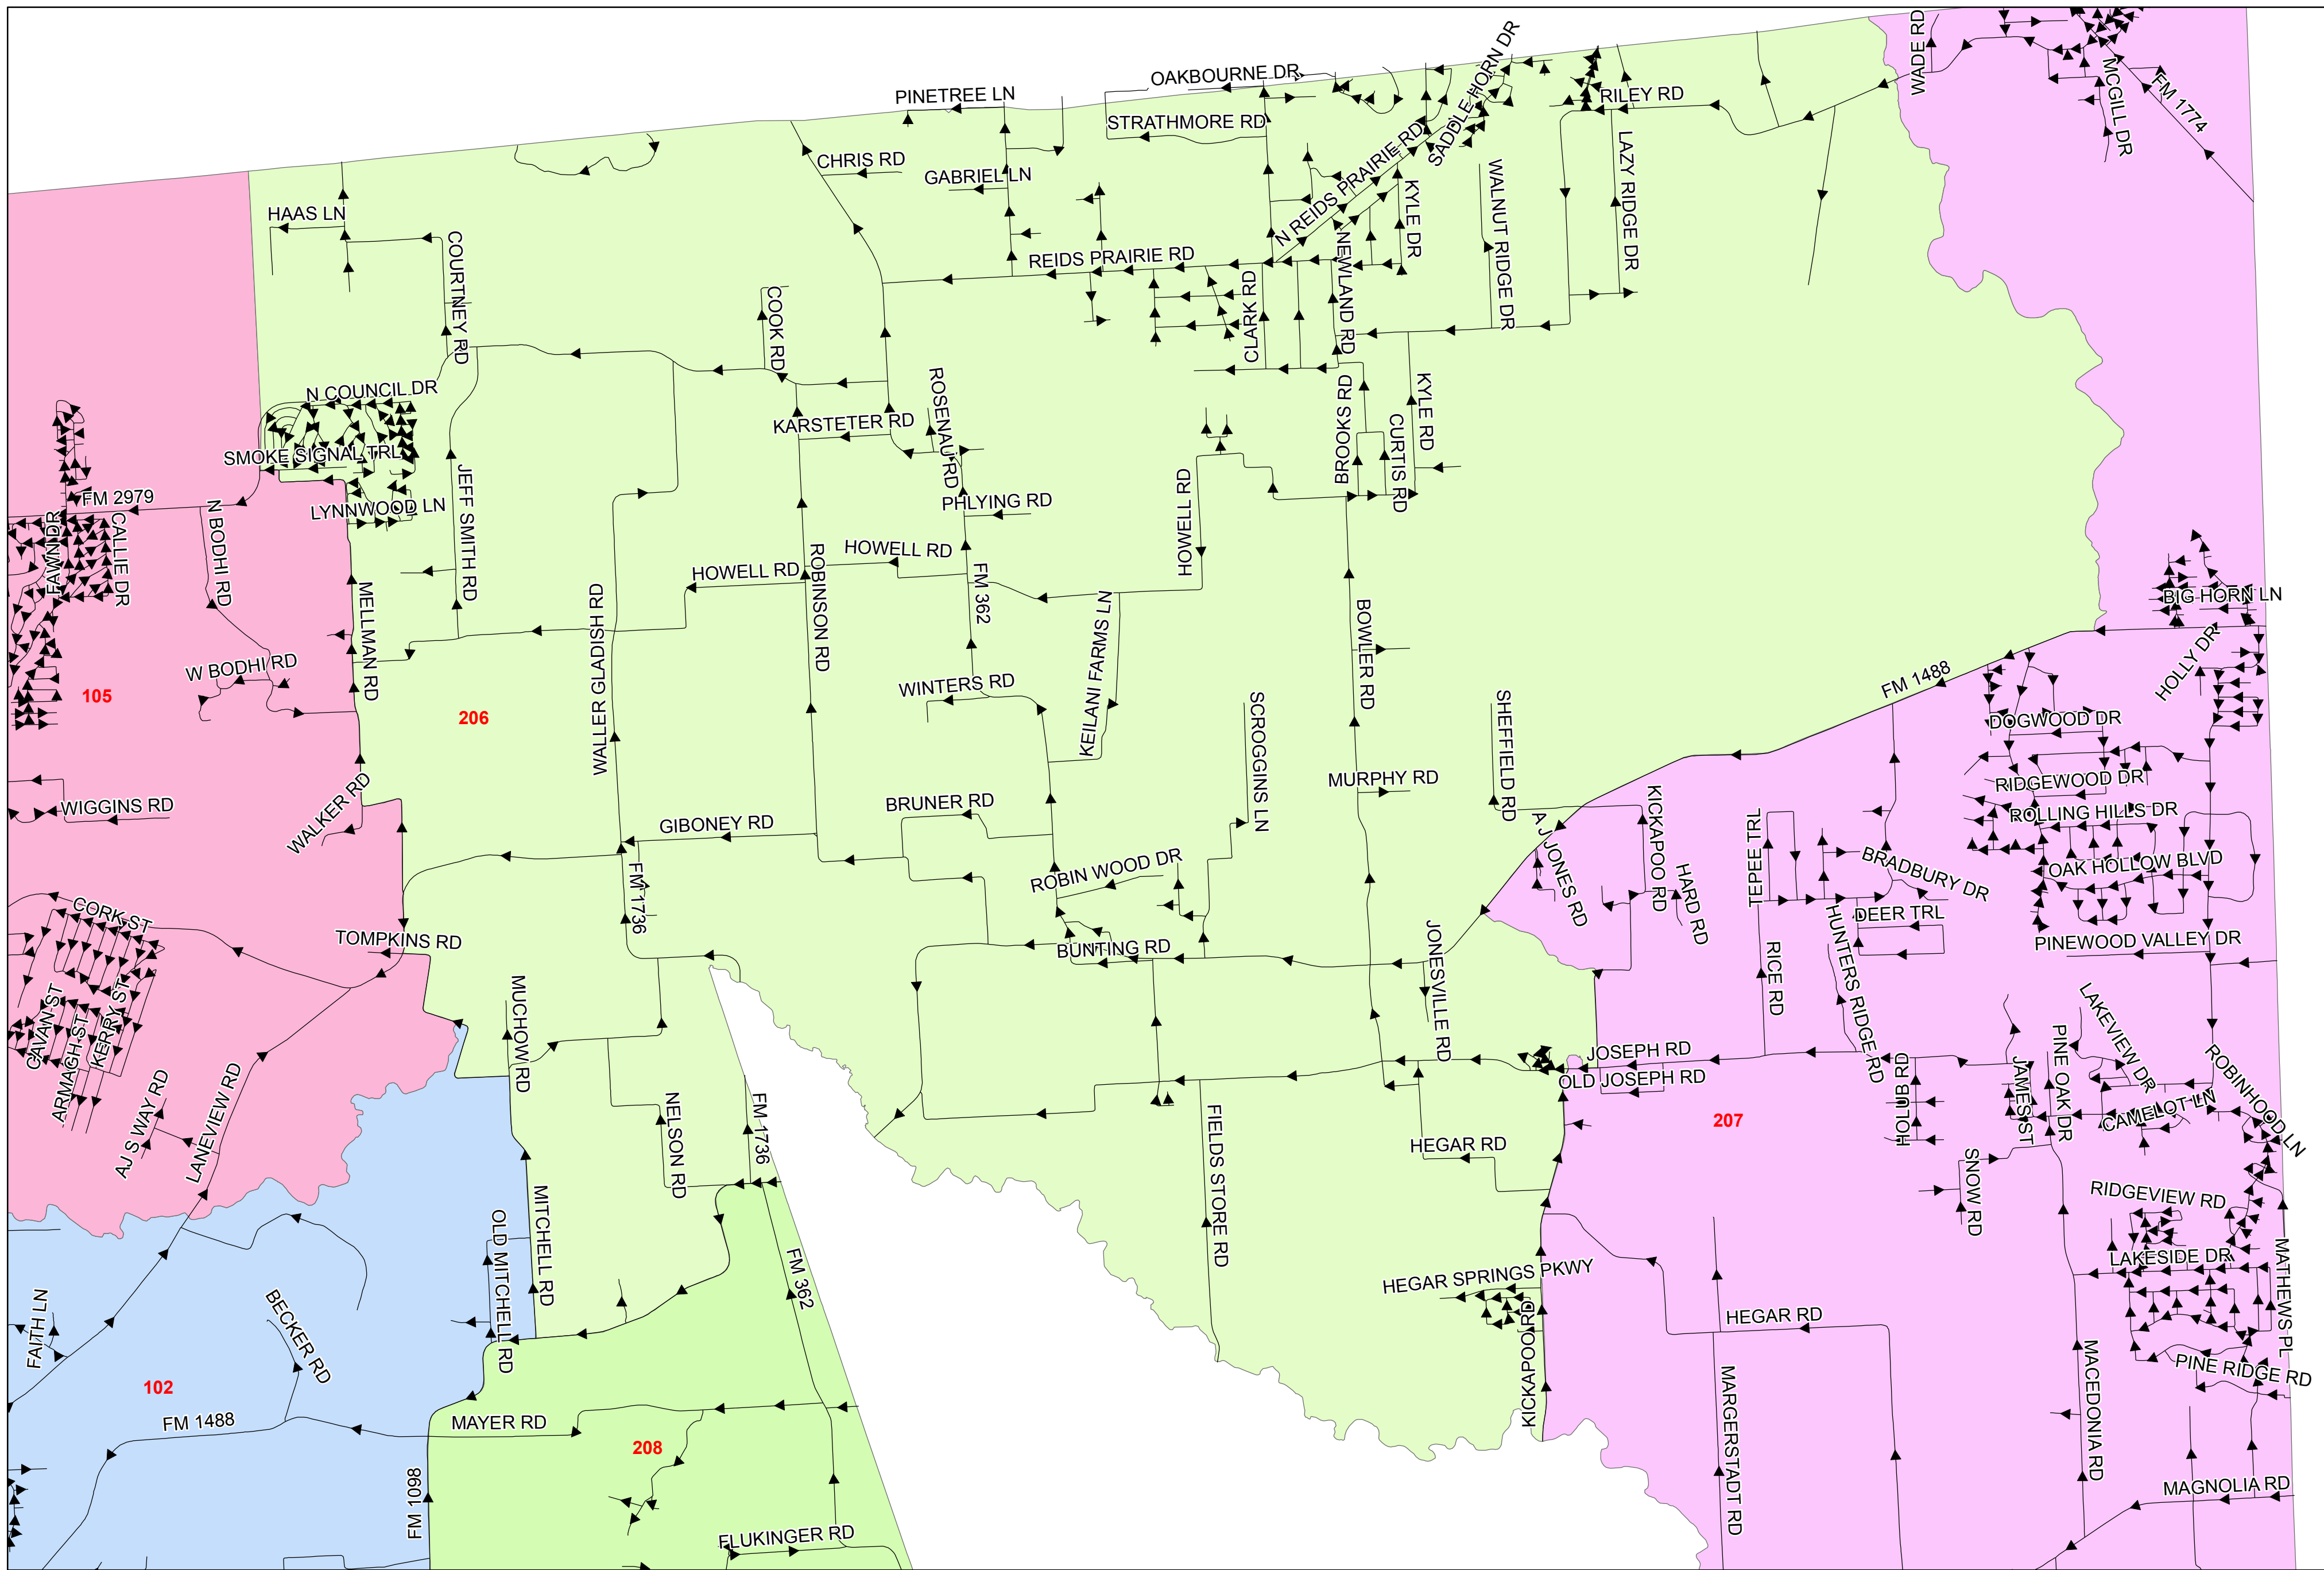 WADE RD
MCGILL DR
FM 1774
SADDLE HORN DR
OAKBOURNE DR
PINETREE LN
RILEY RD
STRATHMORE RD
N REIDS PRAIRIE RD
CHRIS RD
GABRIEL LN
KYLE DR
WALNUT RIDGE DR
LAZY RIDGE DR
HAAS LN
COURTNEY RD
REIDS PRAIRIE RD
NEWLAND RD
CLARK RD
COOK RD
N COUNCIL DR
ROSENAU RD
KARSTETER RD
BROOKS RD
CURTIS RD
KYLE RD
SMOKE SIGNAL TRL
JEFF SMITH RD
FM 2979
LYNNWOOD LN
N BODHI RD
FAWN DR
CALLIE DR
PHLYING RD
HOWELL RD
HOWELL RD
HOWELL RD
ROBINSON RD
FM 362
MELLMAN RD
WALLER GLADISH RD
KEILANI FARMS LN
BOWLER RD
BIG HORN LN
HOLLY DR
W BODHI RD
105
206
WINTERS RD
FM 1488
SCROGGINS LN
SHEFFIELD RD
DOGWOOD DR
MURPHY RD
RIDGEWOOD DR
WIGGINS RD
WALKER RD
BRUNER RD
GIBONEY RD
A J JONES RD
KICKAPOO RD
HARD RD
TEPEE TRL
ROLLING HILLS DR
OAK HOLLOW BLVD
BRADBURY DR
ROBIN WOOD DR
FM 1736
CORK ST
TOMPKINS RD
BUNTING RD
JONESVILLE RD
RICE RD
HUNTERS RIDGE RD
DEER TRL
PINEWOOD VALLEY DR
CAVAN ST
ARMAGH ST
KERRY ST
MUCHOW RD
LAKEVIEW DR
JOSEPH RD
OLD JOSEPH RD
HOLUB RD
JAMES ST
PINE OAK DR
ROBINHOOD LN
CAMELOT LN
AJ S WAY RD
LANEVIEW RD
NELSON RD
FM 1736
FIELDS STORE RD
HEGAR RD
207
SNOW RD
RIDGEVIEW RD
OLD MITCHELL RD
MITCHELL RD
FM 362
HEGAR SPRINGS PKWY
LAKESIDE DR
MATHEWS PL
FAITH LN
BECKER RD
KICKAPOO RD
HEGAR RD
MARGERSTADT RD
MACEDONIA RD
PINE RIDGE RD
102
FM 1488
MAYER RD
208
FM 1098
MAGNOLIA RD
FLUKINGER RD